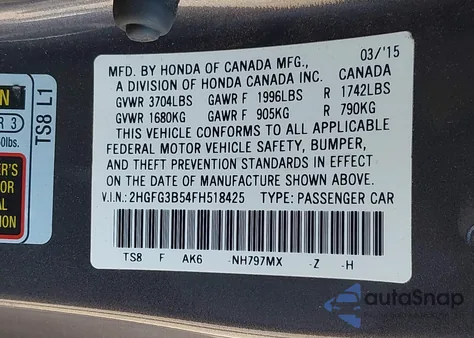 03/'15
MFD. BY HONDA OF CANADA MFG.,
A DIVISION OF HONDA CANADA INC. CANADA
GVWR 3704LBS GAWR F 1996LBS R 1742LBS
GVWR 1680KG GAWR F 905KG R 790KG
THIS VEHICLE CONFORMS TO ALL APPLICABLE
FEDERAL MOTOR VEHICLE SAFETY, BUMPER,
AND THEFT PREVENTION STANDARDS IN EFFECT
ON THE DATE OF MANUFACTURE SHOWN ABOVE.
V.I.N.: 2HGFG3B54FH518425 TYPE: PASSENGER CAR
TS8 F AK6 -NH797MX -Z -H
TS8 L1
R 3
autoSnap